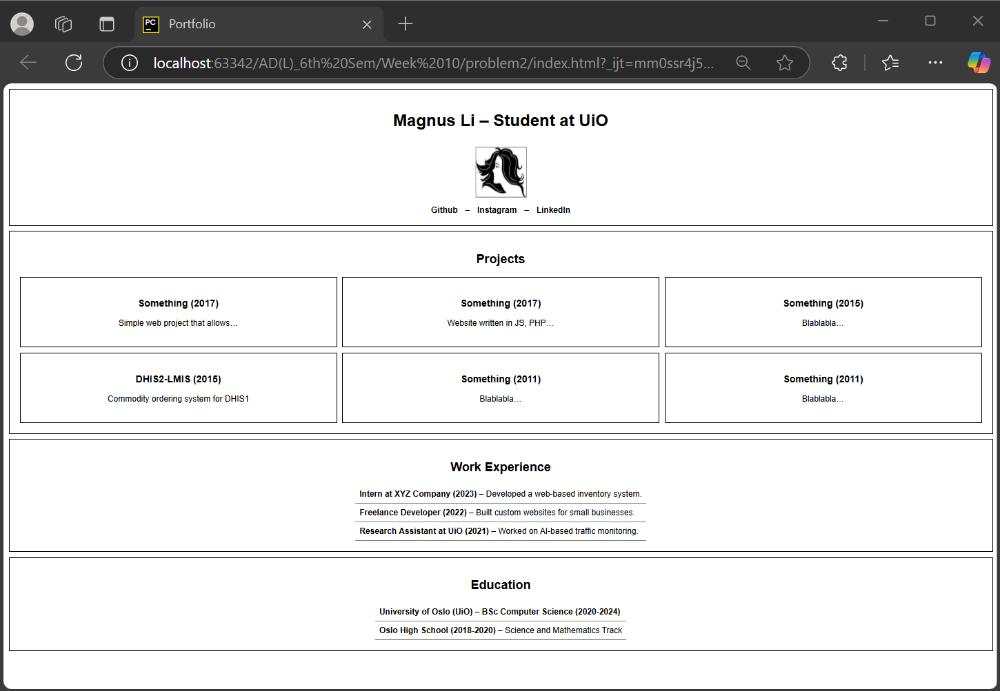 PC
Portfolio
localhost:63342/AD(L)_6th%20Sem/Week%2010/problem2/index.html?_ijt=mm0ssr4j5...
Magnus Li – Student at UiO
Github – Instagram – LinkedIn
Projects
Something (2017)
Simple web project that allows…
Something (2017)
Website written in JS, PHP…
Something (2015)
Blablabla…
DHIS2-LMIS (2015)
Commodity ordering system for DHIS1
Something (2011)
Blablabla…
Something (2011)
Blablabla…
Work Experience
Intern at XYZ Company (2023) – Developed a web-based inventory system.
Freelance Developer (2022) – Built custom websites for small businesses.
Research Assistant at UiO (2021) – Worked on AI-based traffic monitoring.
Education
University of Oslo (UiO) – BSc Computer Science (2020-2024)
Oslo High School (2018-2020) – Science and Mathematics Track